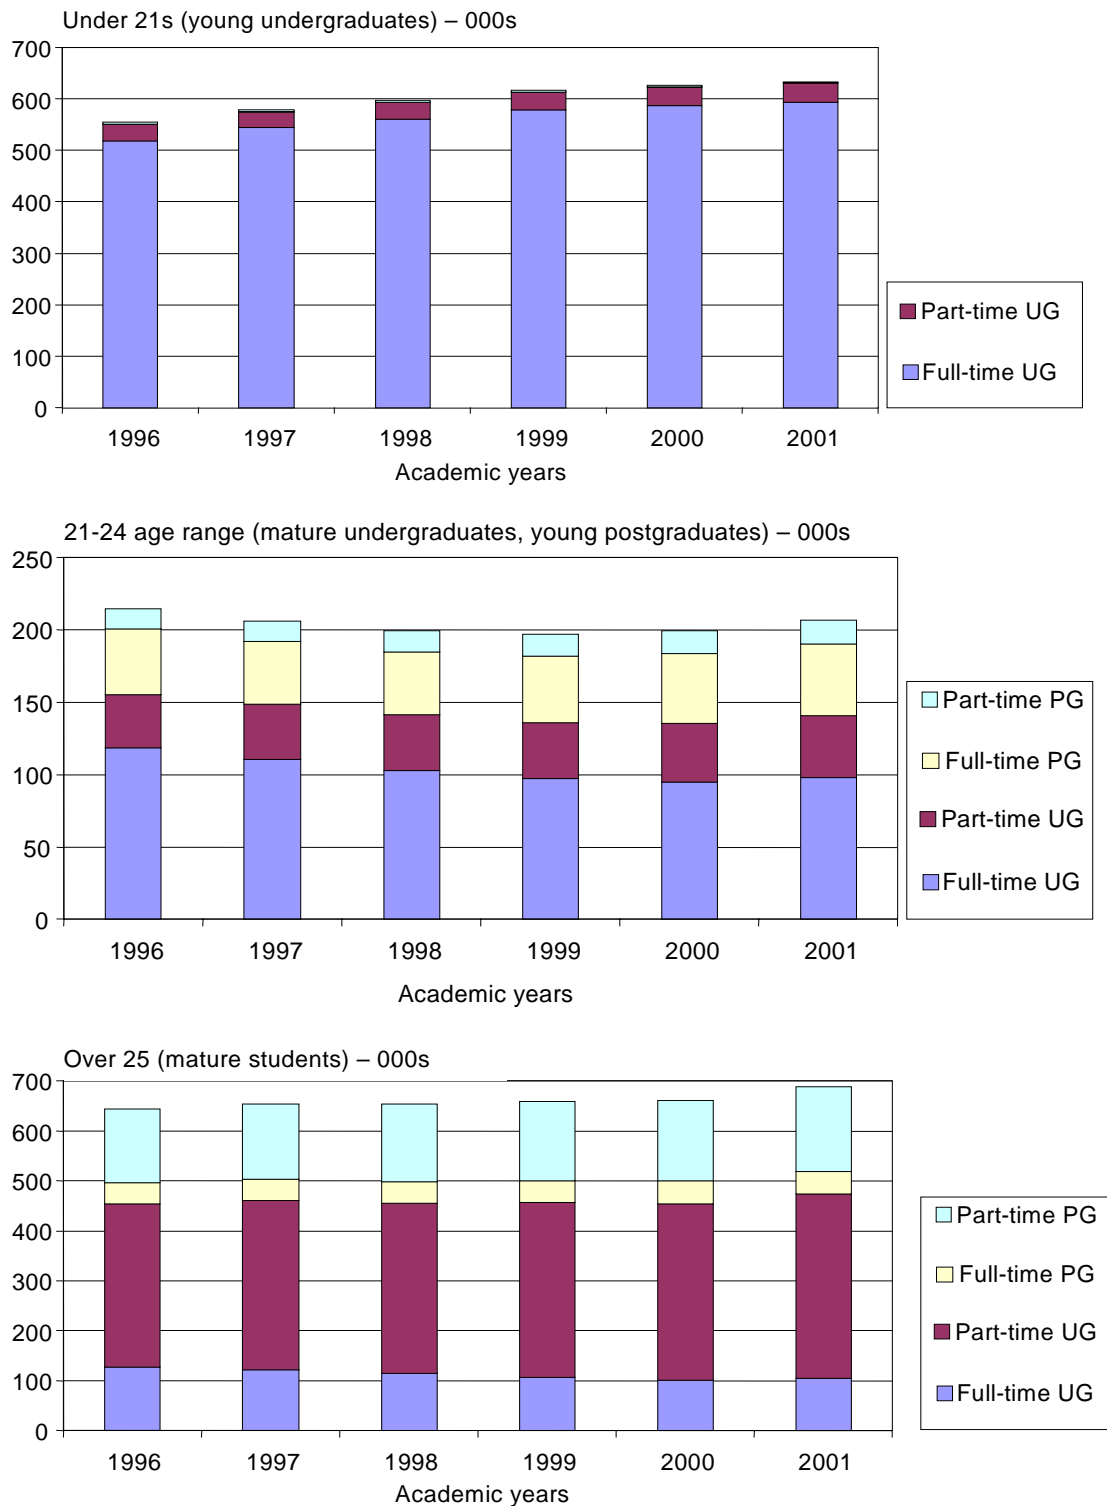 Under 21s (young undergraduates) – 000s
700
600
500
400
300
200
100
0
1996 1997 1998 1999 2000 2001
Academic years
Part-time UG
Full-time UG
21-24 age range (mature undergraduates, young postgraduates) – 000s
250
200
150
100
50
0
1996 1997 1998 1999 2000 2001
Academic years
Part-time PG
Full-time PG
Part-time UG
Full-time UG
Over 25 (mature students) – 000s
700
600
500
400
300
200
100
0
1996 1997 1998 1999 2000 2001
Academic years
Part-time PG
Full-time PG
Part-time UG
Full-time UG